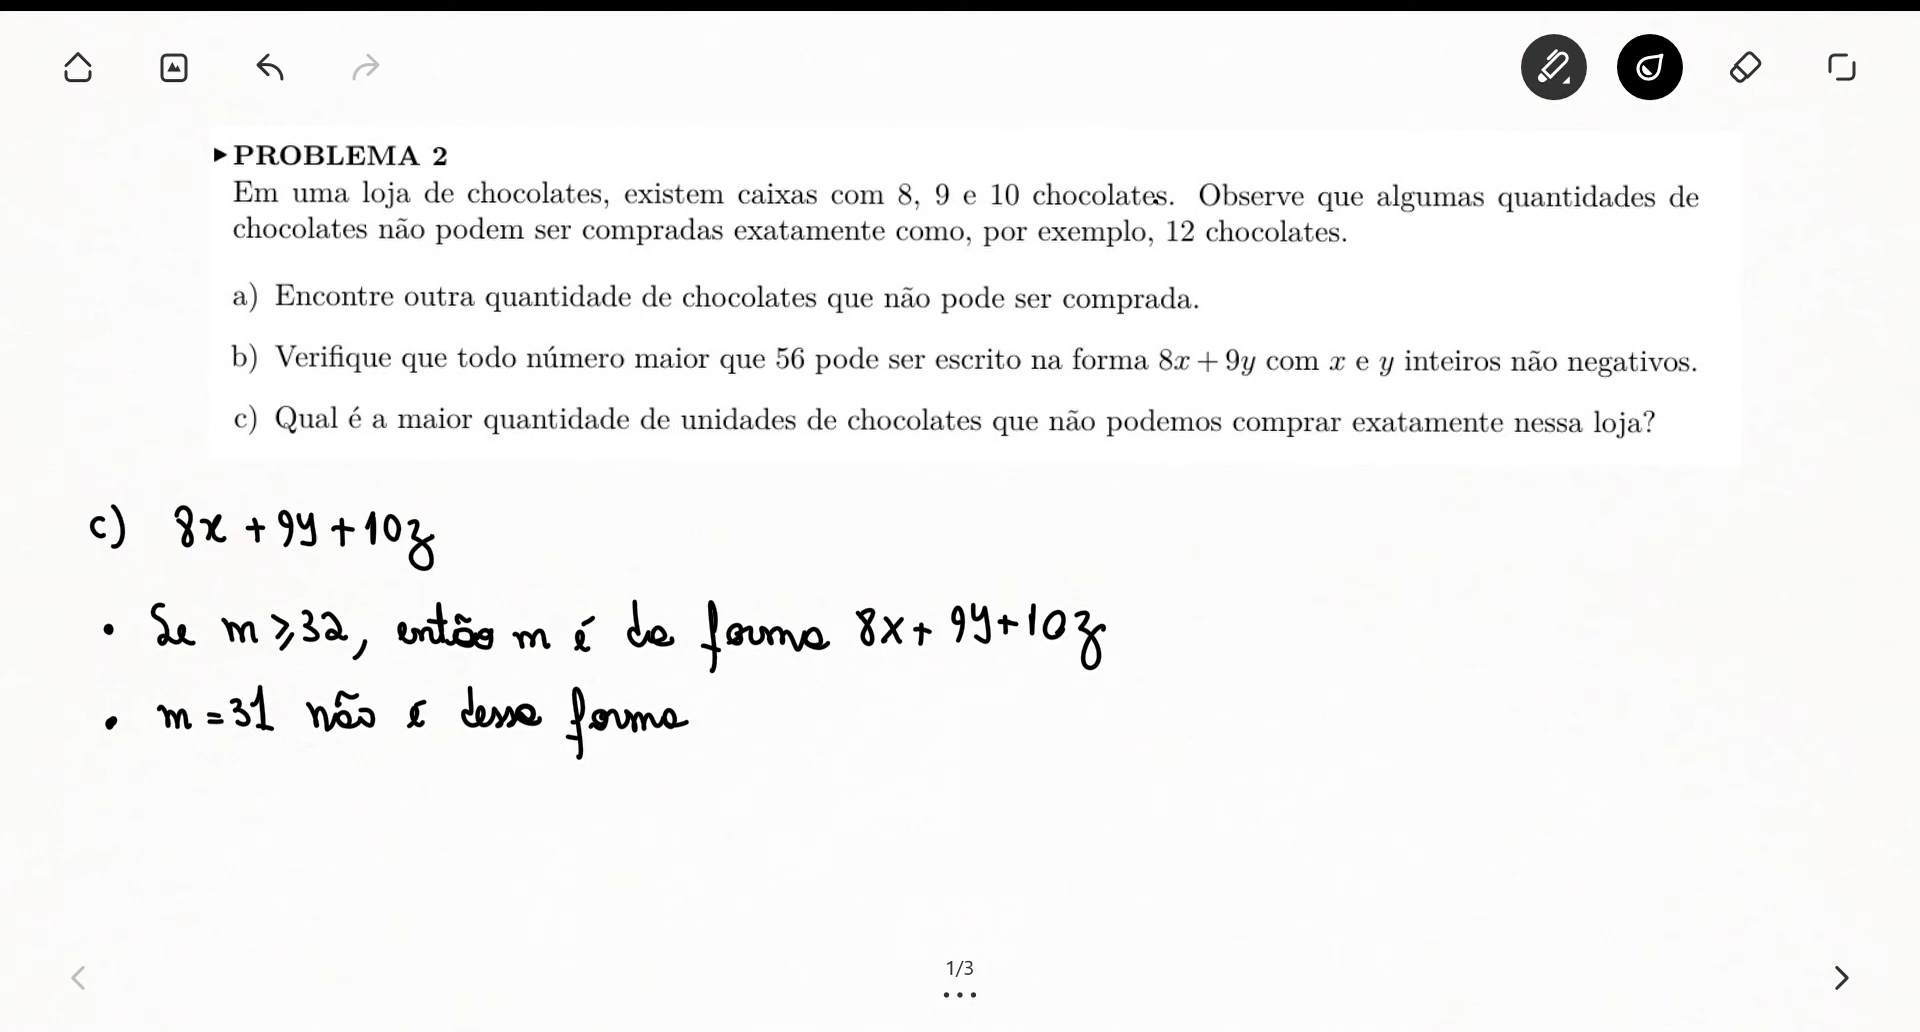 ▶PROBLEMA 2
Em uma loja de chocolates, existem caixas com 8, 9 e 10 chocolates. Observe que algumas quantidades de
chocolates não podem ser compradas exatamente como, por exemplo, 12 chocolates.
a) Encontre outra quantidade de chocolates que não pode ser comprada.
b) Verifique que todo número maior que 56 pode ser escrito na forma 8x + 9y com x e y inteiros não negativos.
c) Qual é a maior quantidade de unidades de chocolates que não podemos comprar exatamente nessa loja?
c) 8x + 9y + 10z
• Se m ⩾ 32, então m é da forma 8x + 9y + 10z
• m = 31 não é dessa forma
1/3